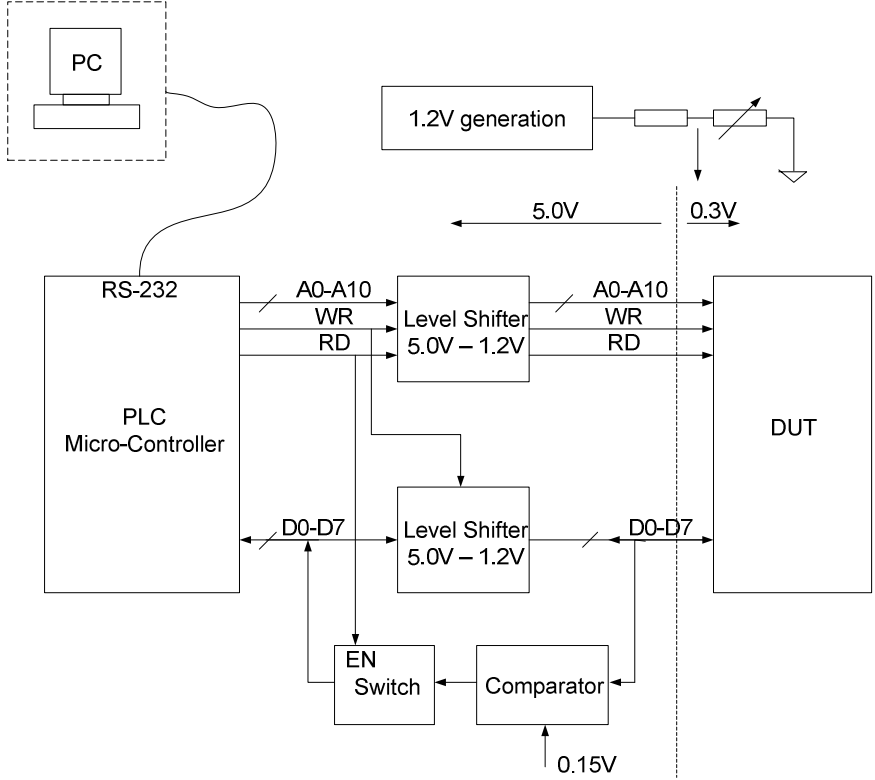 PC
1.2V generation
5.0V
0.3V
RS-232
A0-A10
WR
RD
Level Shifter
5.0V – 1.2V
A0-A10
WR
RD
PLC
Micro-Controller
DUT
D0-D7
Level Shifter
5.0V – 1.2V
D0-D7
EN
Switch
Comparator
0.15V